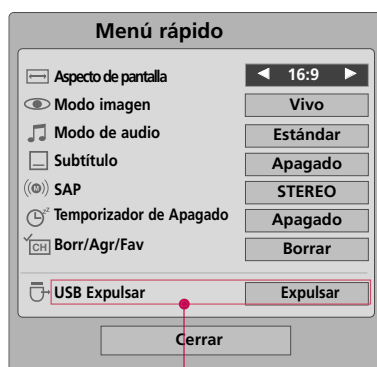 Menú rápido
Aspecto de pantalla 16:9
Modo imagen Vivo
Modo de audio Estándar
Subtítulo Apagado
SAP STEREO
Temporizador de Apagado Apagado
Borr/Agr/Fav Borrar
USB Expulsar Expulsar
Cerrar